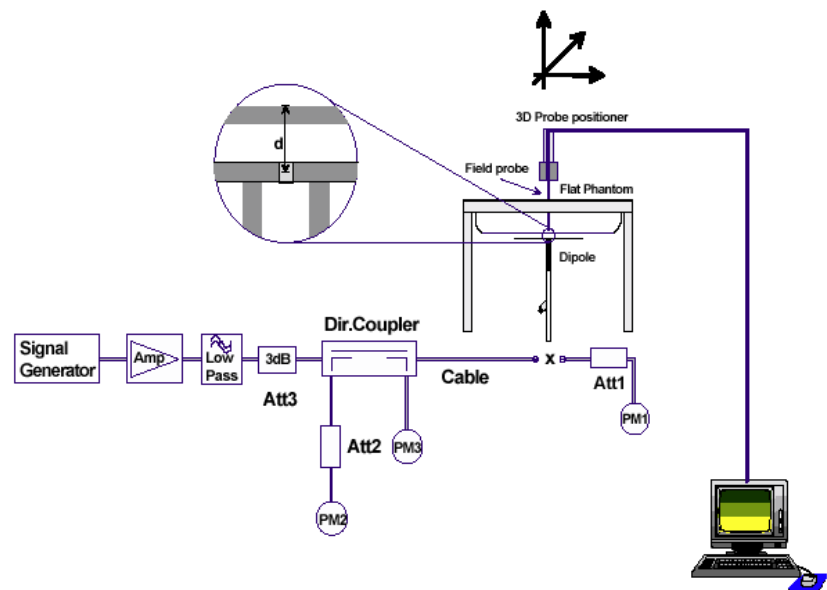 3D Probe positioner
d
Field probe
Flat Phantom
Dipole
Dir.Coupler
Signal
Generator
Amp
Low
Pass
3dB
Cable
x
Att1
Att3
PM1
Att2
PM3
PM2